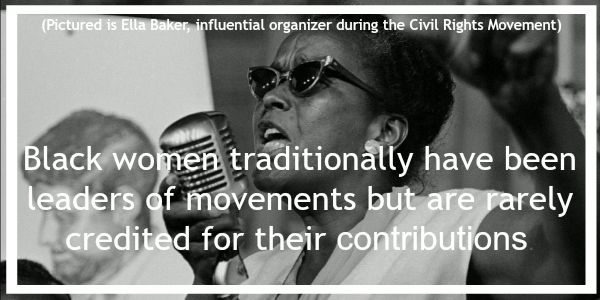 (Pictured is Ella Baker, influential organizer during the Civil Rights Movement)
Black women traditionally have been
leaders of movements but are rarely
credited for their contributions